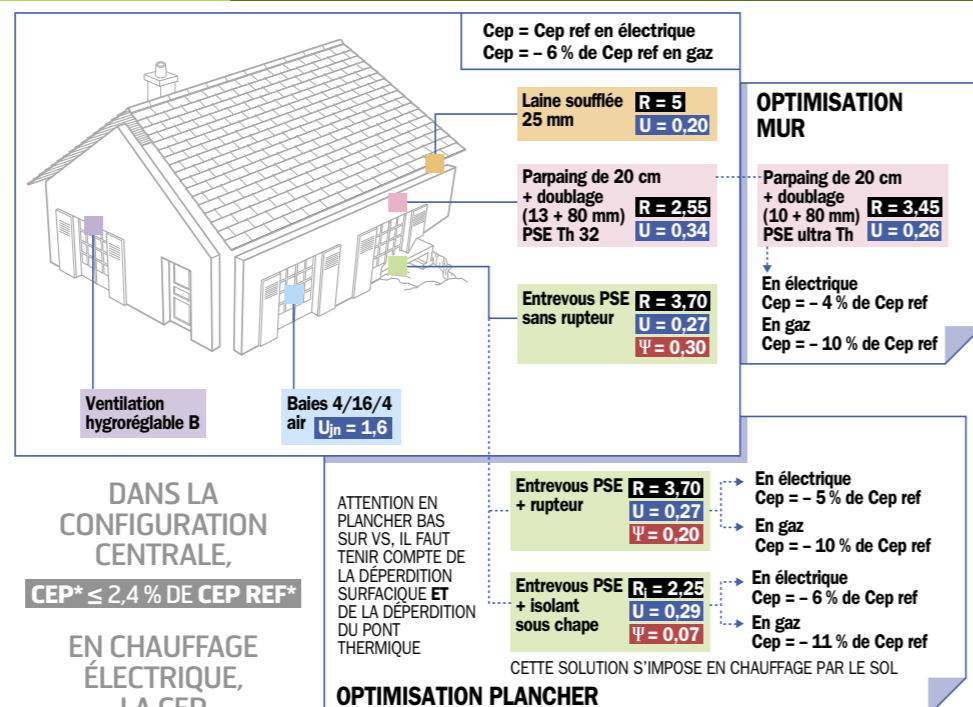 Cep = Cep ref en électrique
Cep = – 6 % de Cep ref en gaz
Laine soufflée R = 5
25 mm U = 0,20
Parpaing de 20 cm
+ doublage
(13 + 80 mm) R = 2,55
PSE Th 32 U = 0,34
Entrevous PSE R = 3,70
sans rupteur U = 0,27
Ψ = 0,30
Ventilation
hygroréglable B
Baies 4/16/4
air Ujn = 1,6
OPTIMISATION
MUR
Parpaing de 20 cm
+ doublage
(10 + 80 mm) R = 3,45
PSE ultra Th U = 0,26
En électrique
Cep = – 4 % de Cep ref
En gaz
Cep = – 10 % de Cep ref
DANS LA
CONFIGURATION
CENTRALE,
CEP* ≤ 2,4 % DE CEP REF*
EN CHAUFFAGE
ÉLECTRIQUE,
LA CEP
ATTENTION EN
PLANCHER BAS
SUR VS, IL FAUT
TENIR COMPTE DE
LA DÉPERDITION
SURFACIQUE ET
DE LA DÉPERDITION
DU PONT
THERMIQUE
Entrevous PSE R = 3,70
+ rupteur U = 0,27
Ψ = 0,20
En électrique
Cep = – 5 % de Cep ref
En gaz
Cep = – 10 % de Cep ref
Entrevous PSE Ri = 2,25
+ isolant U = 0,29
sous chape Ψ = 0,07
En électrique
Cep = – 6 % de Cep ref
En gaz
Cep = – 11 % de Cep ref
CETTE SOLUTION S'IMPOSE EN CHAUFFAGE PAR LE SOL
OPTIMISATION PLANCHER